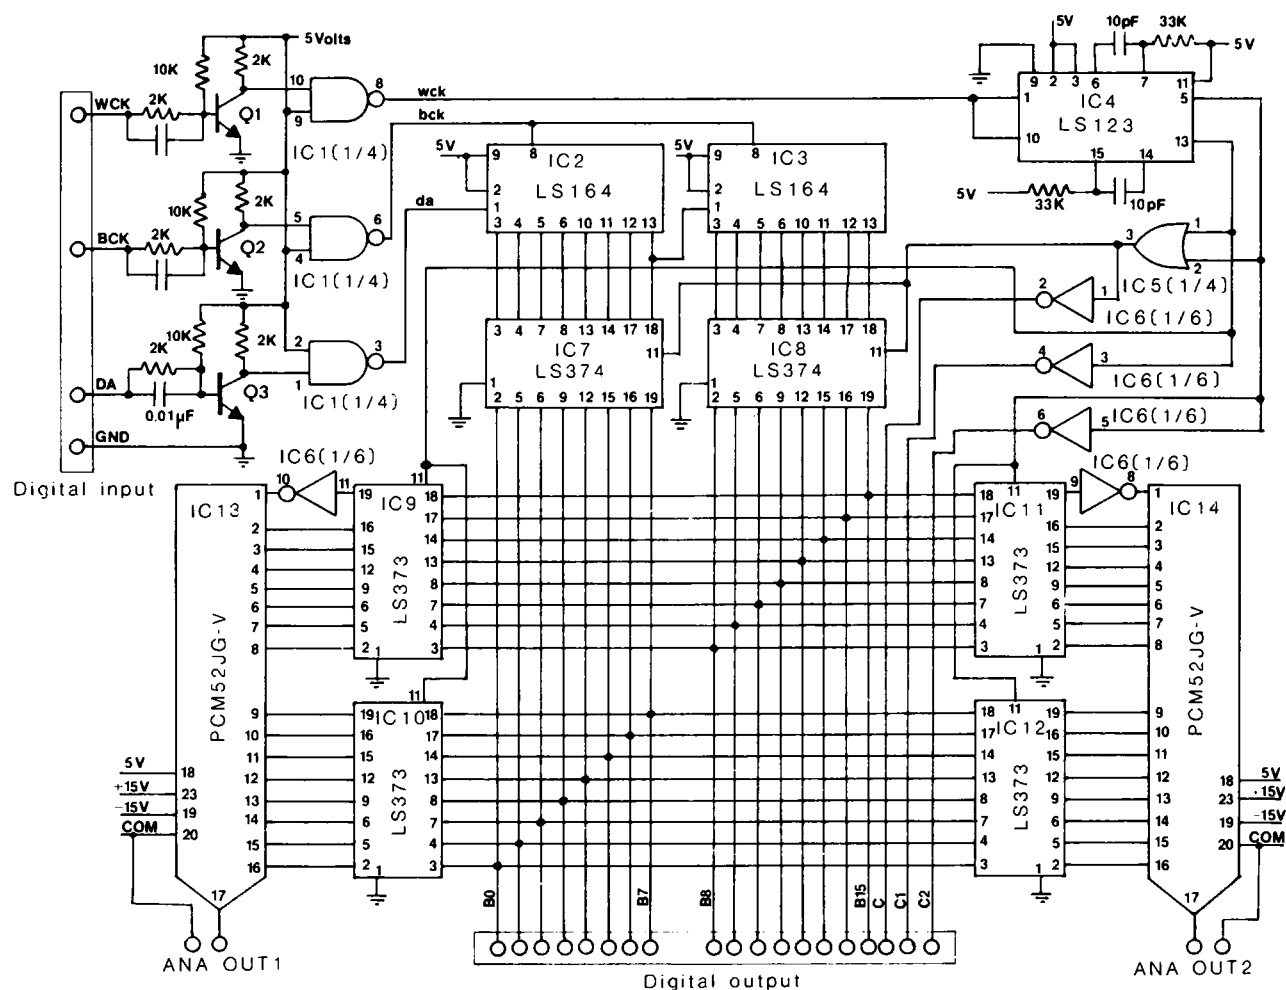 5Volts
10K
2K
WCK
2K
Q1
10
9
8
wck
IC1(1/4)
bck
10K
2K
BCK
2K
Q2
5
4
6
IC1(1/4)
da
10K
2K
2K
DA
0.01µF
Q3
2
1
3
IC1(1/4)
GND
Digital input
5V
9
8
IC2
2
LS164
1
3 4 5 6 10 11 12 13
5V
9
8
IC3
2
LS164
1
3 4 5 6 10 11 12 13
5V
10pF
33K
5V
9 2 3 6 7 11
1
IC4
5
LS123
10
13
15 14
5V
33K
10pF
3
1
2
IC5(1/4)
2
1
IC6(1/6)
4
3
IC6(1/6)
6
5
IC6(1/6)
3 4 7 8 13 14 17 18
IC7
11
LS374
1
2 5 6 9 12 15 16 19
3 4 7 8 13 14 17 18
IC8
11
LS374
1
2 5 6 9 12 15 16 19
IC6(1/6)
10
11
IC6(1/6)
9
8
IC13
PCM52JG-V
1
2
3
4
5
6
7
8
9
10
11
12
13
14
15
16
5V
18
+15V
23
-15V
19
COM
20
17
ANA OUT1
11
IC9
LS373
19
16
15
12
9
6
5
2
1
18
17
14
13
8
7
4
3
11
IC10
LS373
19
16
15
12
9
6
5
2
1
18
17
14
13
8
7
4
3
11
IC11
LS373
18
17
14
13
8
7
4
3
19
16
15
12
9
6
5
2
1
11
IC12
LS373
18
17
14
13
8
7
4
3
19
16
15
12
9
6
5
2
1
IC14
PCM52JG-V
1
2
3
4
5
6
7
8
9
10
11
12
13
14
15
16
18
5V
23
+15V
19
-15V
20
COM
17
ANA OUT2
B0
B7
B8
B15
C
C1
C2
Digital output